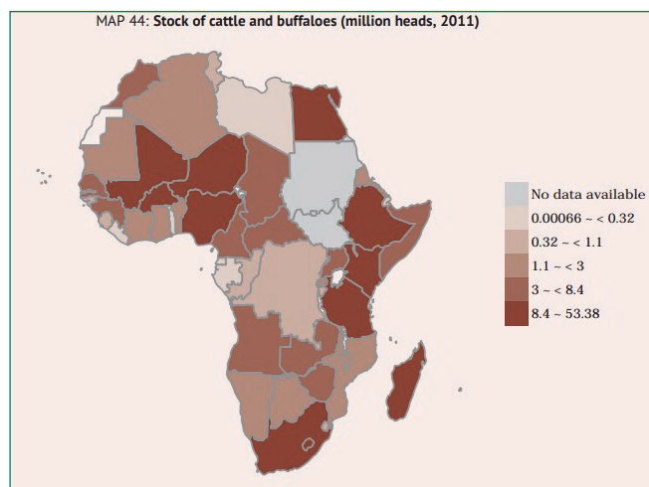 MAP 44: Stock of cattle and buffaloes (million heads, 2011)
No data available
0.00066 ~ < 0.32
0.32 ~ < 1.1
1.1 ~ < 3
3 ~ < 8.4
8.4 ~ 53.38